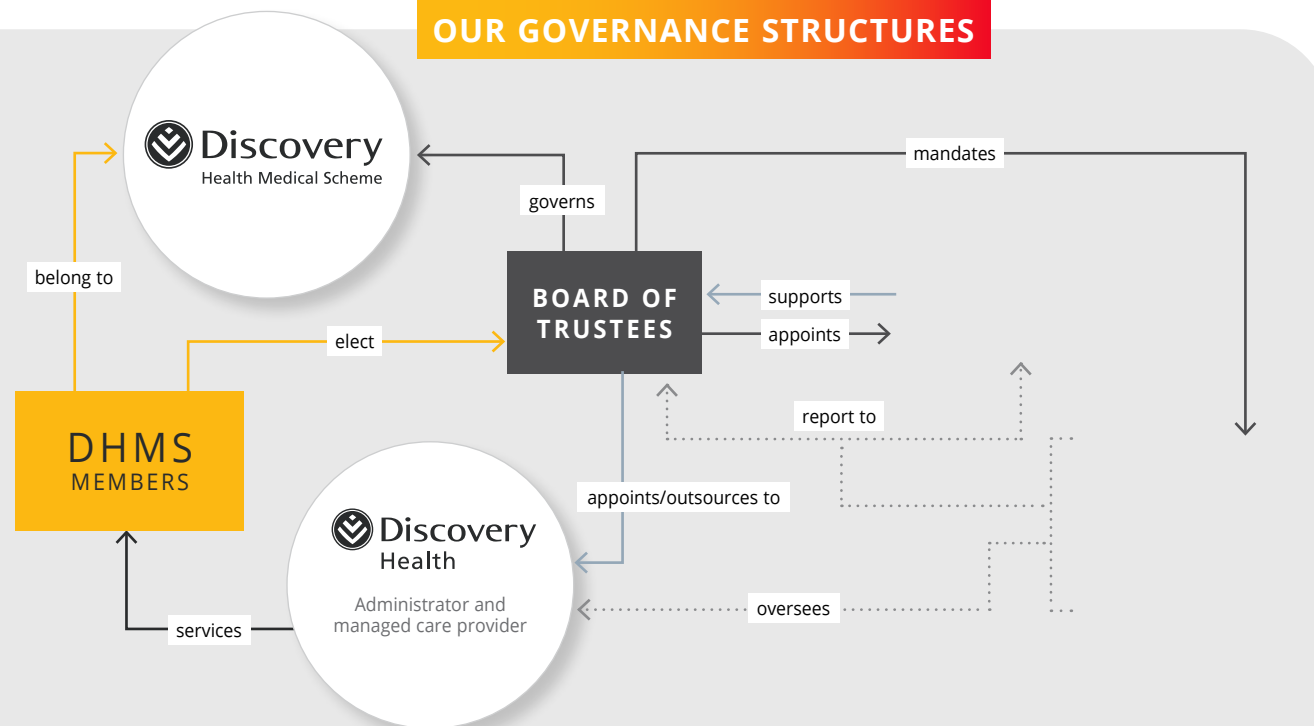 OUR GOVERNANCE STRUCTURES
Discovery
Health Medical Scheme
mandates
governs
belong to
BOARD OF
TRUSTEES
supports
appoints
elect
report to
DHMS
MEMBERS
appoints/outsources to
Discovery
Health
Administrator and
managed care provider
oversees
services